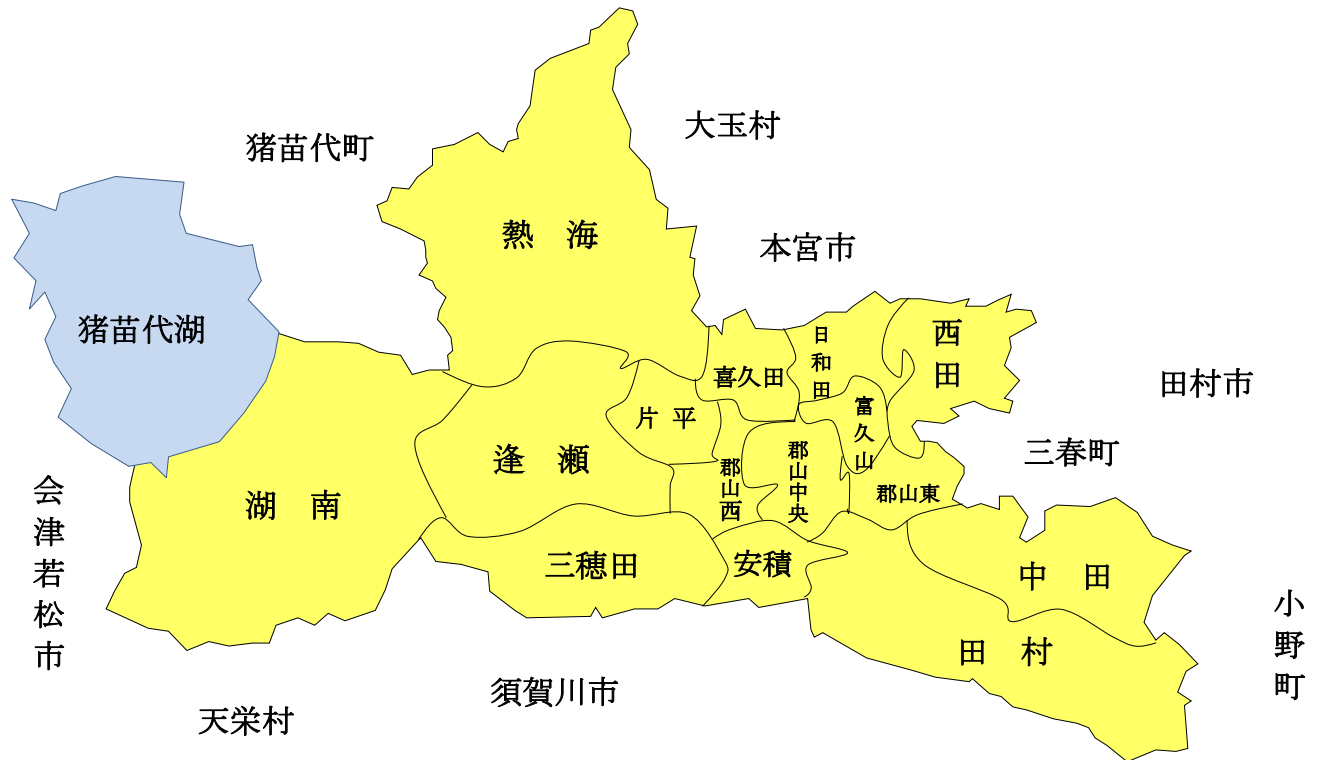 大玉村
猪苗代町
熱　海
本宮市
猪苗代湖
日和田
西田
喜久田
田村市
片 平
富久山
三春町
逢　瀬
郡山中央
郡山西
郡山東
会津若松市
湖　南
三穂田
安積
中　田
小野町
田　村
須賀川市
天栄村